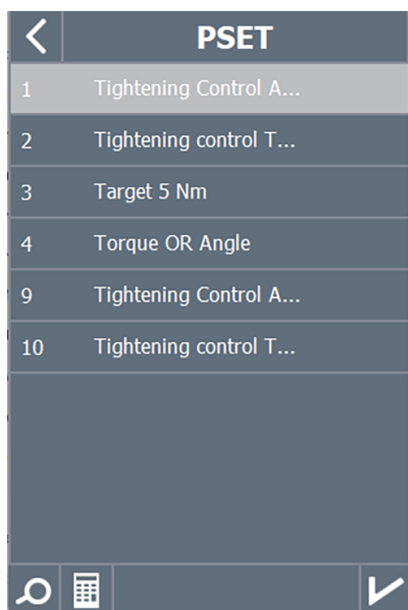 PSET
1 Tightening Control A...
2 Tightening control T...
3 Target 5 Nm
4 Torque OR Angle
9 Tightening Control A...
10 Tightening control T...